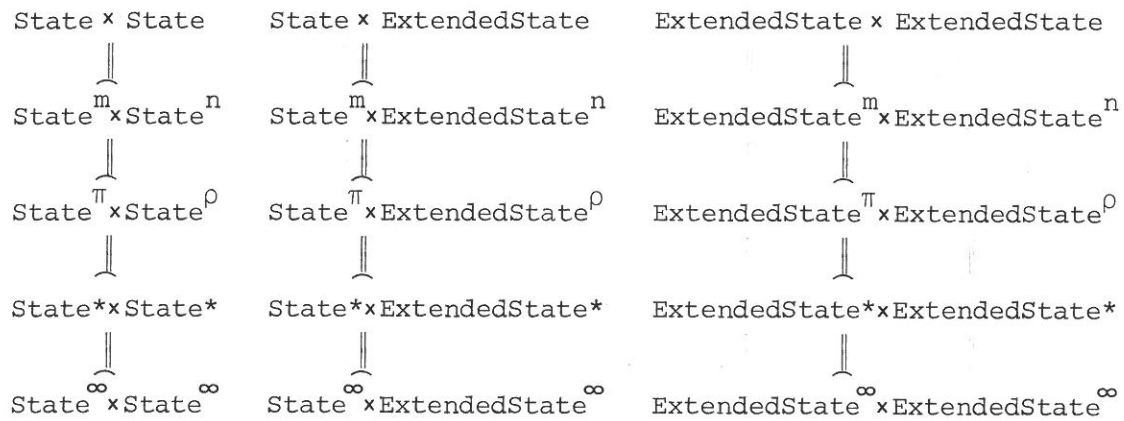 State × State State × ExtendedState ExtendedState × ExtendedState
State^m×State^n State^m×ExtendedState^n ExtendedState^m×ExtendedState^n
State^π×State^ρ State^π×ExtendedState^ρ ExtendedState^π×ExtendedState^ρ
State*×State* State*×ExtendedState* ExtendedState*×ExtendedState*
State^∞×State^∞ State^∞×ExtendedState^∞ ExtendedState^∞×ExtendedState^∞